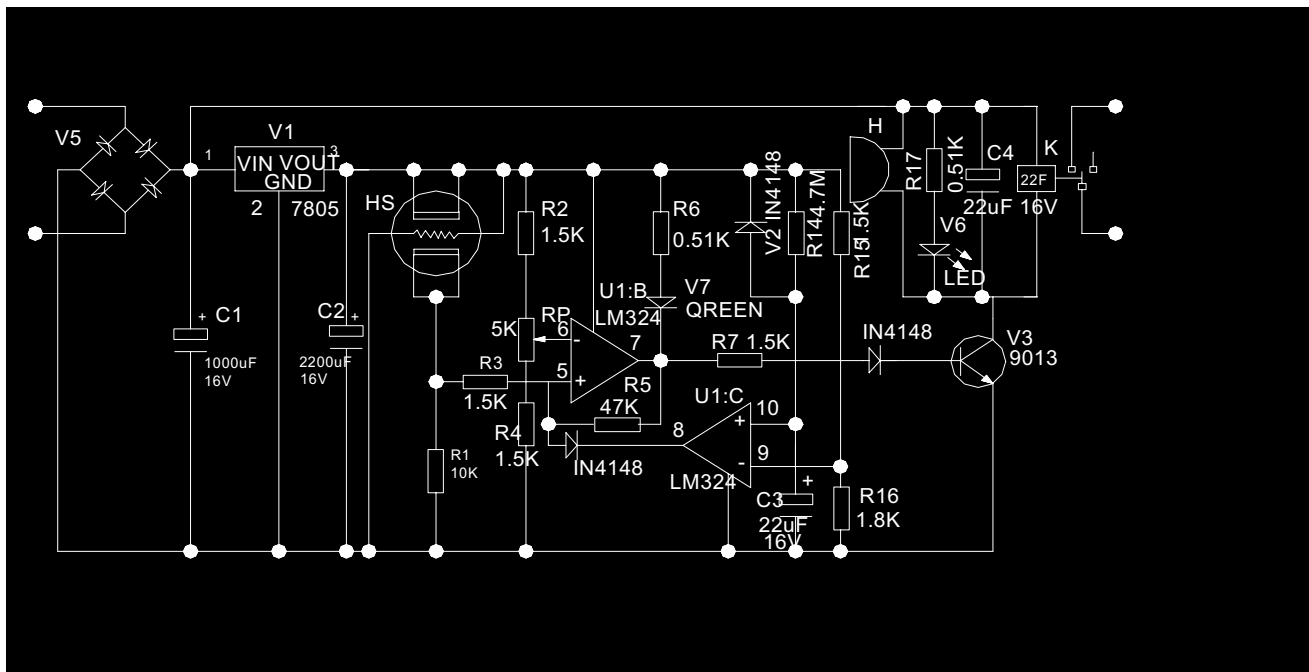 V5
1
V1
VIN VOUT
3
GND
2
7805
C1
+
1000uF
16V
C2
+
2200uF
16V
HS
R1
10K
R2
1.5K
RP
5K
R3
1.5K
R4
1.5K
6
-
5
+
7
U1:B
LM324
R5
47K
IN4148
R6
0.51K
V7
QREEN
R7 1.5K
U1:C
8
10
+
9
-
LM324
V2 IN4148
R144.7M
R15
1.5K
C3
+
22uF
16V
R16
1.8K
IN4148
H
R17
0.51K
C4
22uF
16V
V6
LED
K
22F
V3
9013